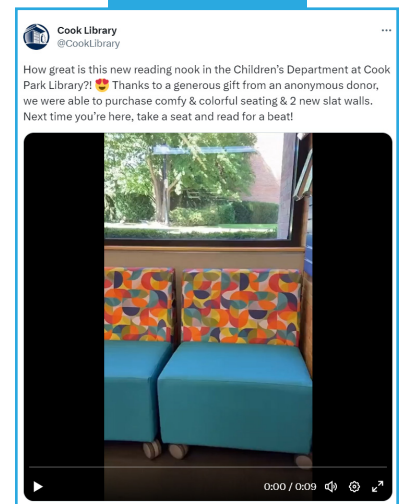 Cook Library
@CookLibrary
How great is this new reading nook in the Children's Department at Cook
Park Library?! 😍 Thanks to a generous gift from an anonymous donor,
we were able to purchase comfy & colorful seating & 2 new slat walls.
Next time you're here, take a seat and read for a beat!
0:00 / 0:09